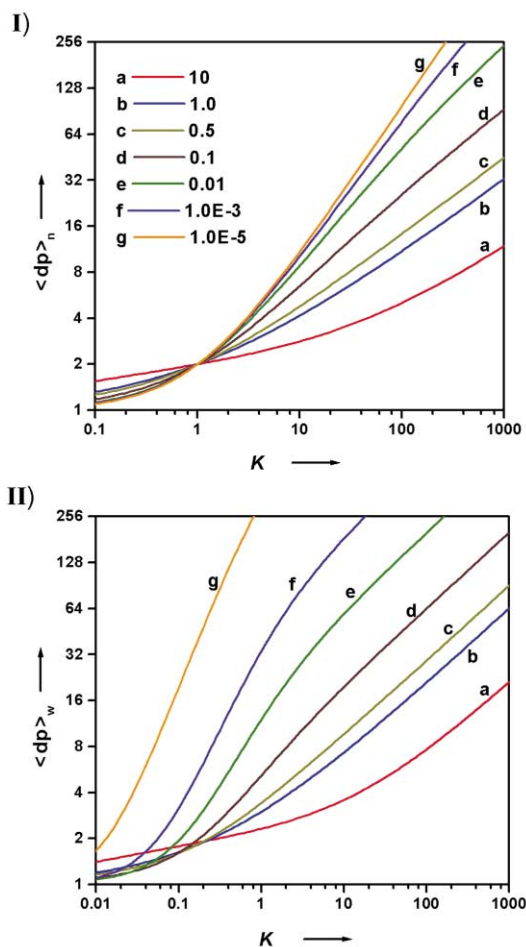 I)
256
128
64
32
16
8
4
2
1
<dp>n
a 10
b 1.0
c 0.5
d 0.1
e 0.01
f 1.0E-3
g 1.0E-5
g
f
e
d
c
b
a
0.1 1 10 100 1000
K
II)
256
128
64
32
16
8
4
2
1
<dp>w
g
f
e
d
c
b
a
0.01 0.1 1 10 100 1000
K